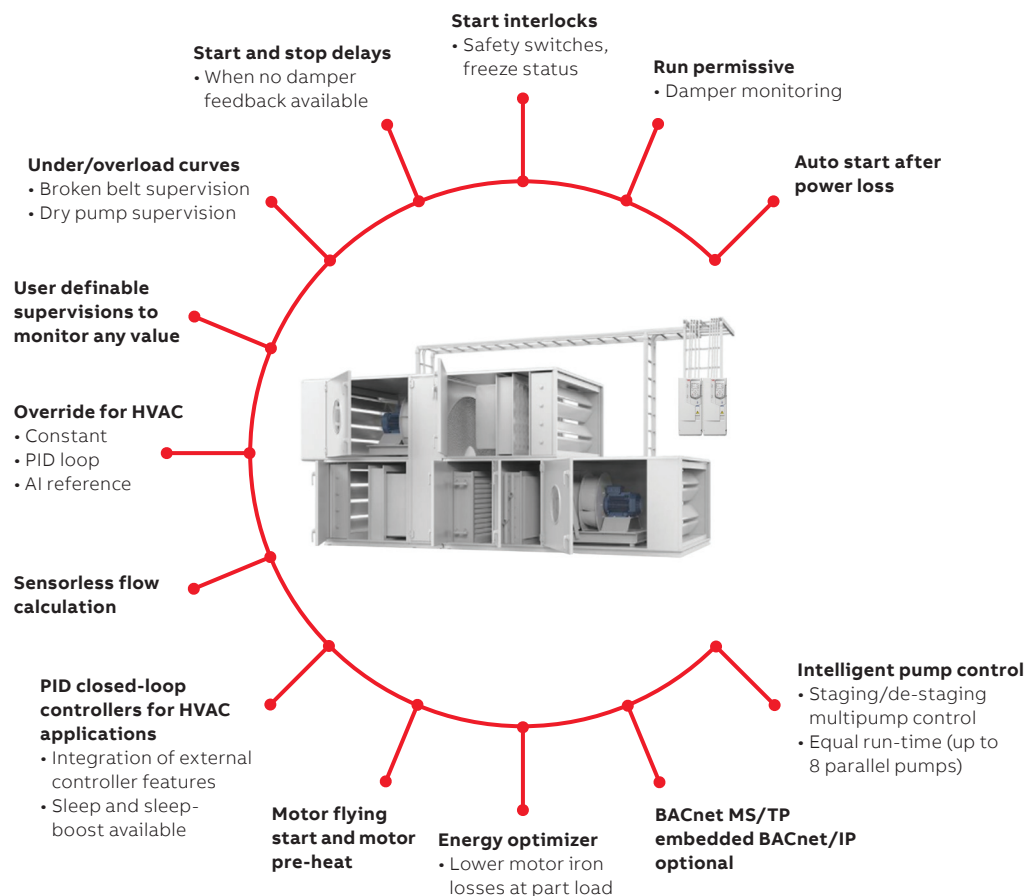 Start interlocks
• Safety switches,
freeze status
Start and stop delays
• When no damper
feedback available
Run permissive
• Damper monitoring
Under/overload curves
• Broken belt supervision
• Dry pump supervision
Auto start after
power loss
User definable
supervisions to
monitor any value
Override for HVAC
• Constant
• PID loop
• AI reference
Sensorless flow
calculation
PID closed-loop
controllers for HVAC
applications
• Integration of external
controller features
• Sleep and sleep-
boost available
Motor flying
start and motor
pre-heat
Energy optimizer
• Lower motor iron
losses at part load
BACnet MS/TP
embedded BACnet/IP
optional
Intelligent pump control
• Staging/de-staging
multipump control
• Equal run-time (up to
8 parallel pumps)